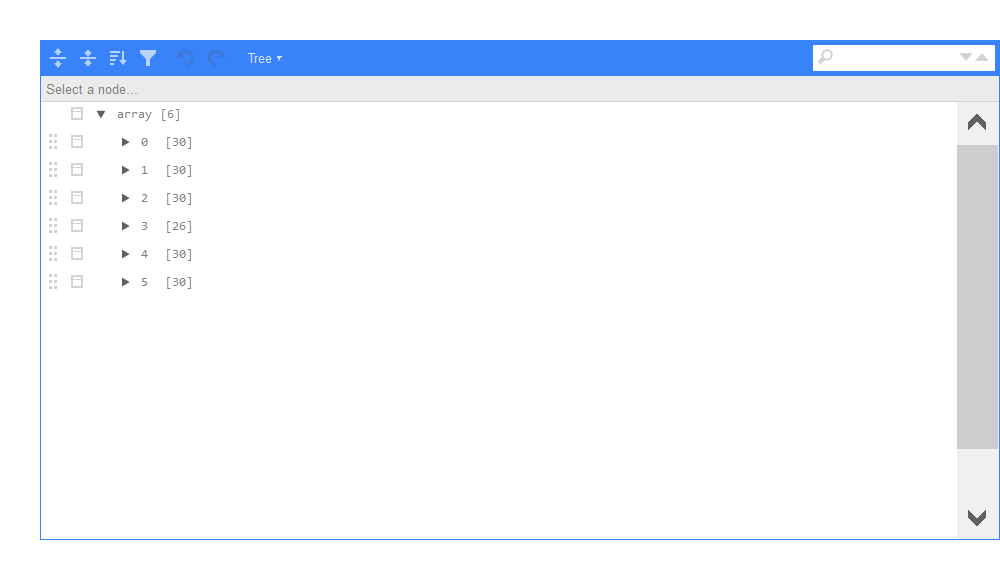 Tree
Select a node...
array [6]
0 [30]
1 [30]
2 [30]
3 [26]
4 [30]
5 [30]